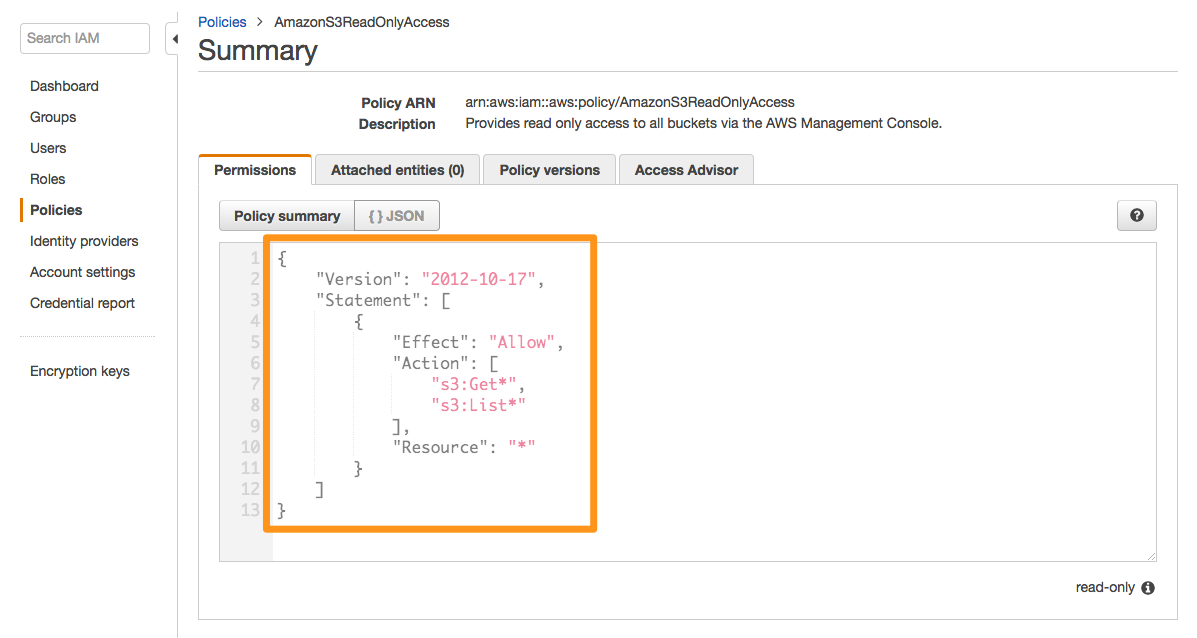 Search IAM
Dashboard
Groups
Users
Roles
Policies
Identity providers
Account settings
Credential report
Encryption keys
Policies > AmazonS3ReadOnlyAccess
Summary
Policy ARN arn:aws:iam::aws:policy/AmazonS3ReadOnlyAccess
Description Provides read only access to all buckets via the AWS Management Console.
Permissions Attached entities (0) Policy versions Access Advisor
Policy summary { } JSON ?
1 {
2     "Version": "2012-10-17",
3     "Statement": [
4         {
5             "Effect": "Allow",
6             "Action": [
7                 "s3:Get*",
8                 "s3:List*"
9             ],
10             "Resource": "*"
11         }
12     ]
13 }
read-only i